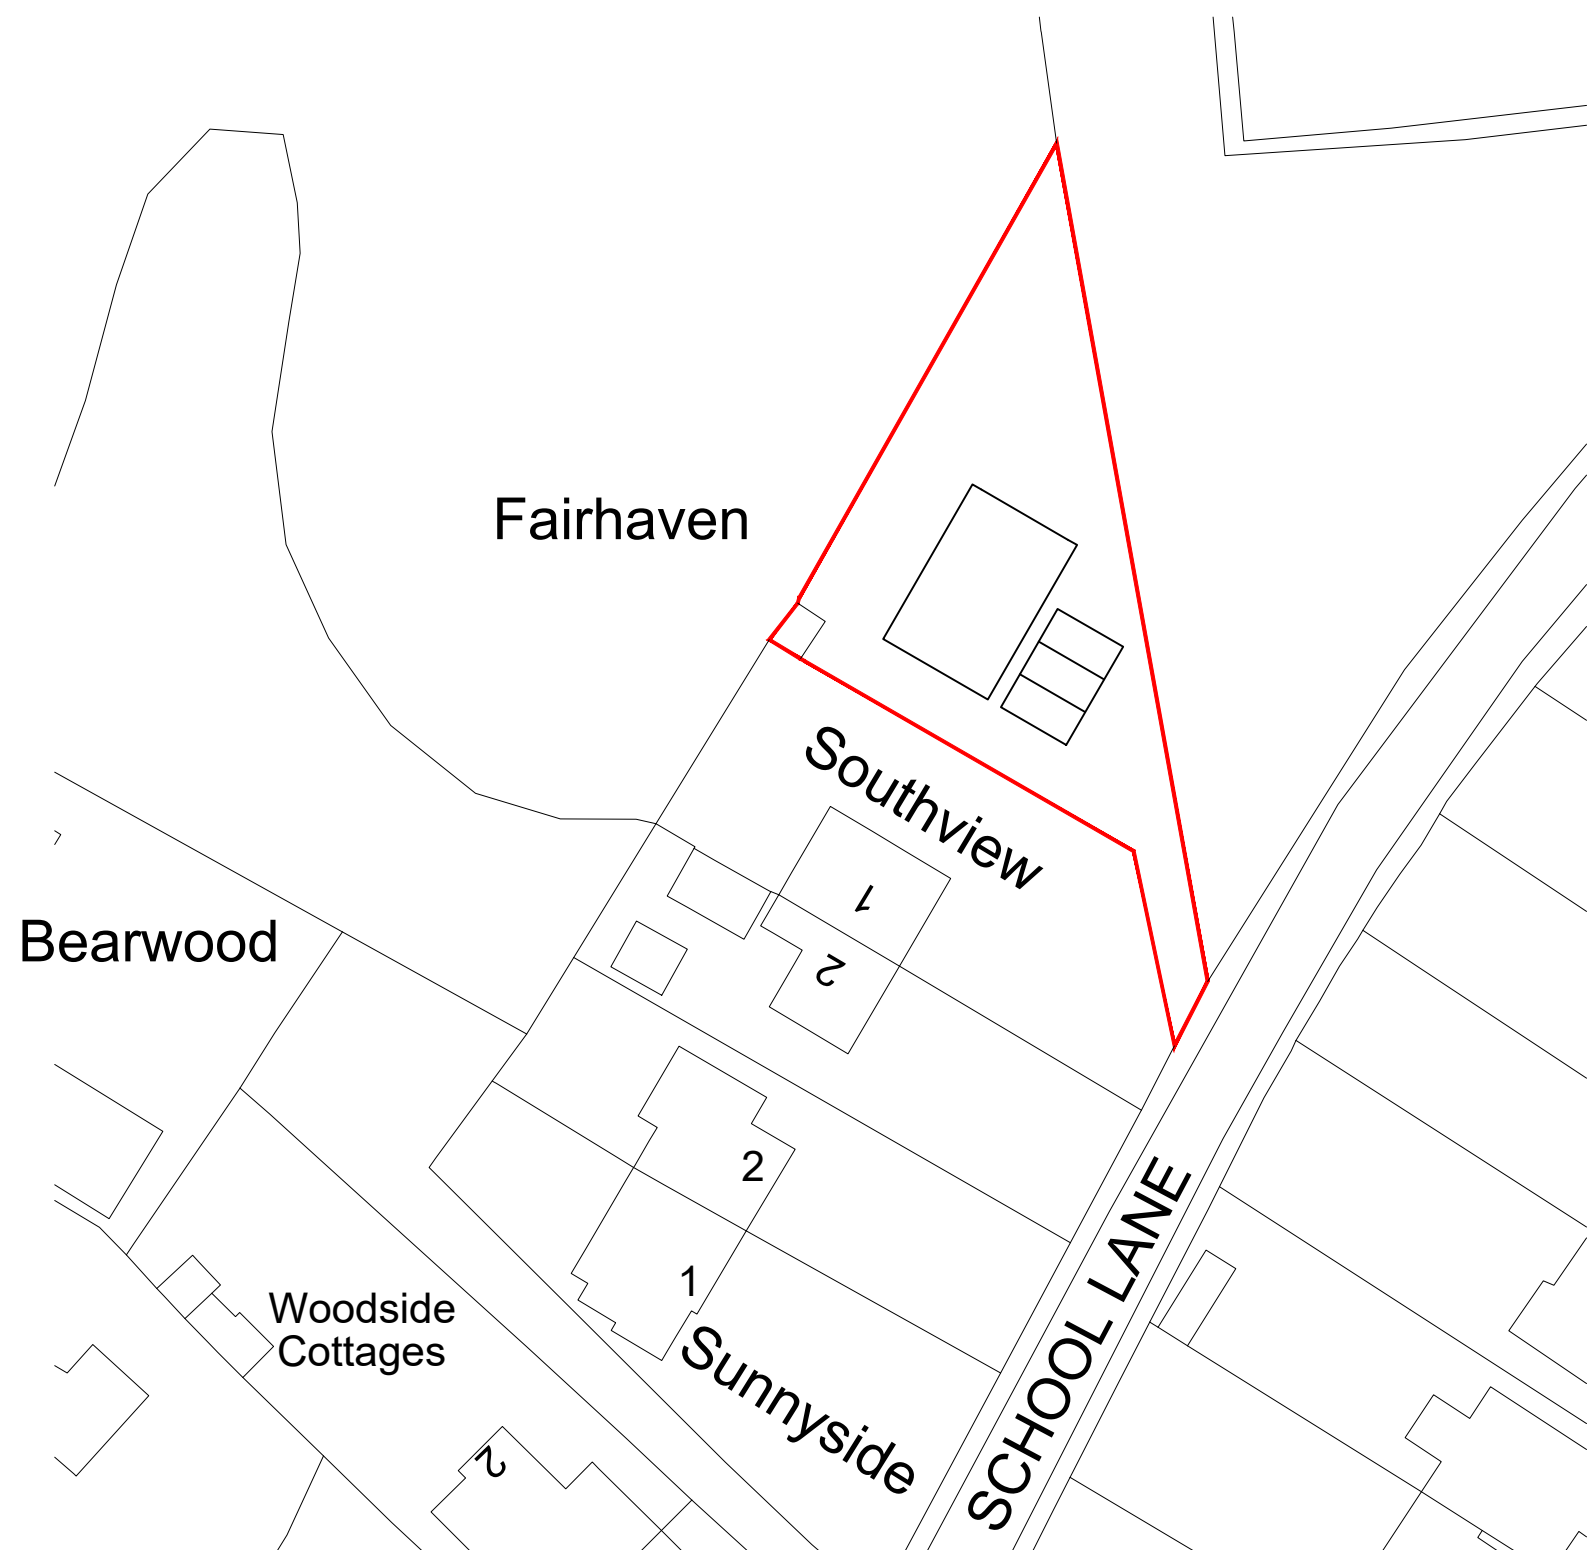 Fairhaven
Southview
1
2
Bearwood
2
1
Woodside
Cottages
Sunnyside
SCHOOL LANE
2